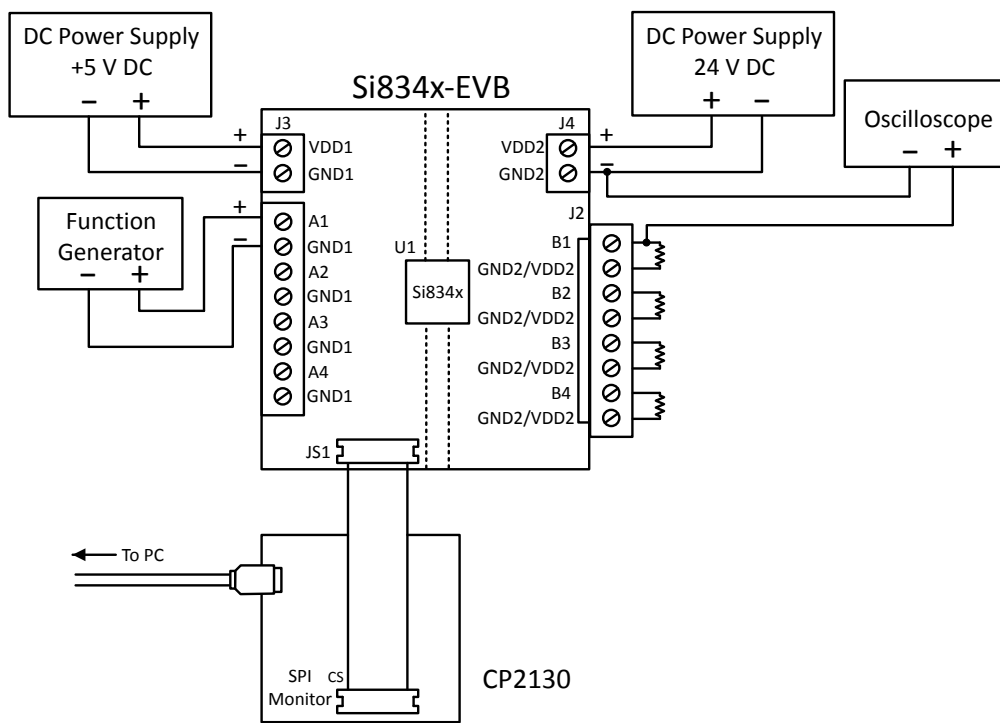 DC Power Supply
+5 V DC
− +
DC Power Supply
24 V DC
+ −
Oscilloscope
− +
Si834x-EVB
J3
+ VDD1
− GND1
J4
VDD2 +
GND2 −
Function
Generator
− +
+ A1
− GND1
A2
GND1
A3
GND1
A4
GND1
U1
Si834x
J2
B1
GND2/VDD2
B2
GND2/VDD2
B3
GND2/VDD2
B4
GND2/VDD2
JS1
To PC
SPI CS
Monitor
CP2130